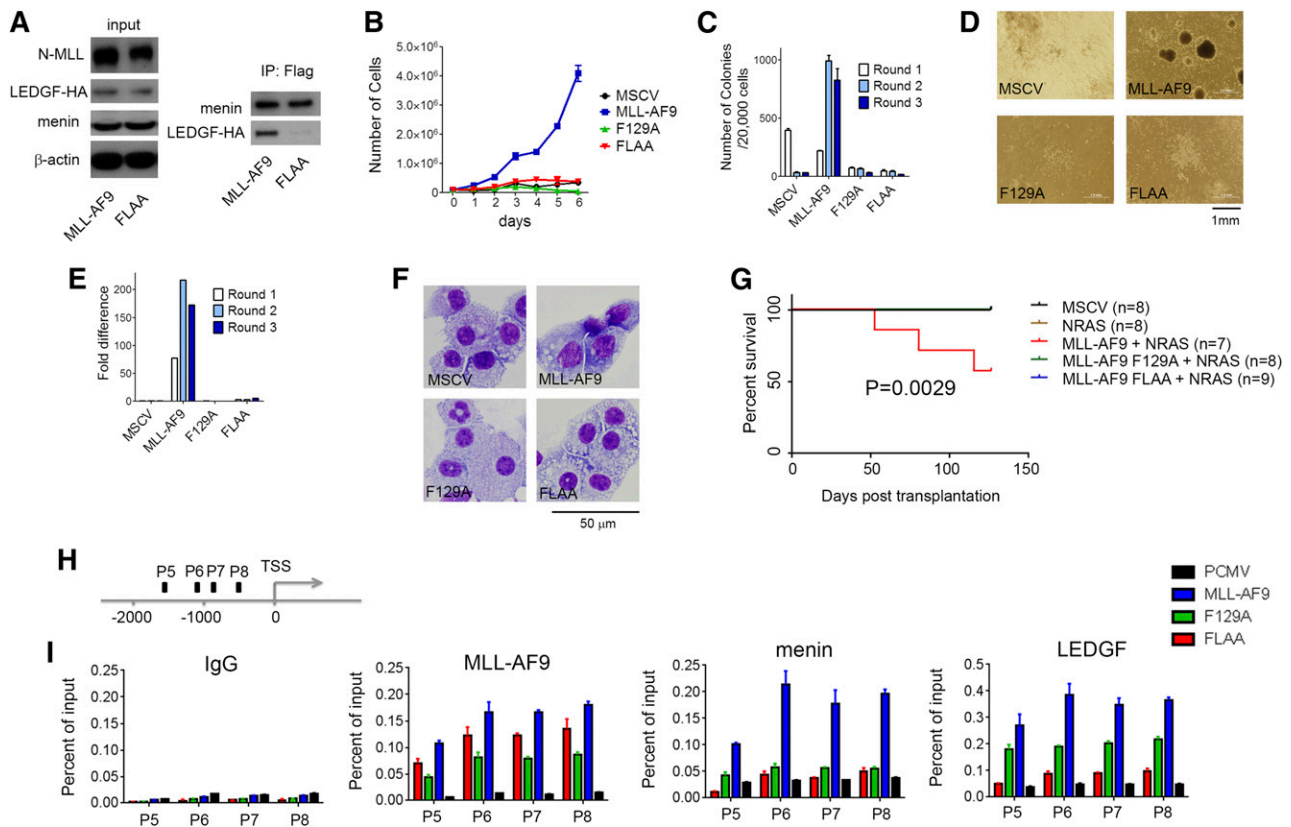 A
input
N-MLL
LEDGF-HA
menin
β-actin
MLL-AF9
FLAA
IP: Flag
menin
LEDGF-HA
MLL-AF9
FLAA
B
Number of Cells
5.0×10⁶
4.0×10⁶
3.0×10⁶
2.0×10⁶
1.0×10⁶
0
0 1 2 3 4 5 6
days
MSCV
MLL-AF9
F129A
FLAA
C
Number of Colonies
/20,000 cells
1000
500
0
Round 1
Round 2
Round 3
MSCV
MLL-AF9
F129A
FLAA
D
MSCV
MLL-AF9
F129A
FLAA
1mm
E
Fold difference
200
150
100
50
0
Round 1
Round 2
Round 3
MSCV
MLL-AF9
F129A
FLAA
F
MSCV
MLL-AF9
F129A
FLAA
50 μm
G
Percent survival
100
50
0
P=0.0029
0 50 100 150
Days post transplantation
MSCV (n=8)
NRAS (n=8)
MLL-AF9 + NRAS (n=7)
MLL-AF9 F129A + NRAS (n=8)
MLL-AF9 FLAA + NRAS (n=9)
H
P5 P6 P7 P8 TSS
-2000 -1000 0
PCMV
MLL-AF9
F129A
FLAA
I
IgG
Percent of input
0.25
0.20
0.15
0.10
0.05
0.00
P5 P6 P7 P8
MLL-AF9
Percent of input
0.25
0.20
0.15
0.10
0.05
0.00
P5 P6 P7 P8
menin
Percent of input
0.25
0.20
0.15
0.10
0.05
0.00
P5 P6 P7 P8
LEDGF
Percent of input
0.5
0.4
0.3
0.2
0.1
0.0
P5 P6 P7 P8